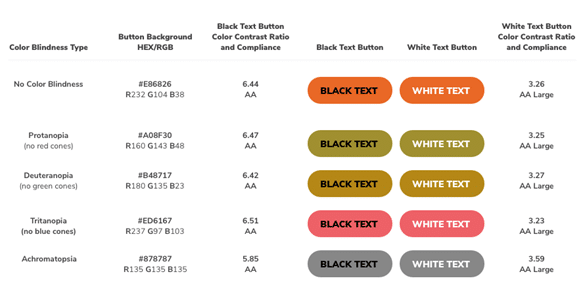 Color Blindness Type
Button Background
HEX/RGB
Black Text Button
Color Contrast Ratio
and Compliance
Black Text Button
White Text Button
White Text Button
Color Contrast Ratio
and Compliance
No Color Blindness
#E86826
R232 G104 B38
6.44
AA
BLACK TEXT
WHITE TEXT
3.26
AA Large
Protanopia
(no red cones)
#A08F30
R160 G143 B48
6.47
AA
BLACK TEXT
WHITE TEXT
3.25
AA Large
Deuteranopia
(no green cones)
#B48717
R180 G135 B23
6.42
AA
BLACK TEXT
WHITE TEXT
3.27
AA Large
Tritanopia
(no blue cones)
#ED6167
R237 G97 B103
6.51
AA
BLACK TEXT
WHITE TEXT
3.23
AA Large
Achromatopsia
#878787
R135 G135 B135
5.85
AA
BLACK TEXT
WHITE TEXT
3.59
AA Large